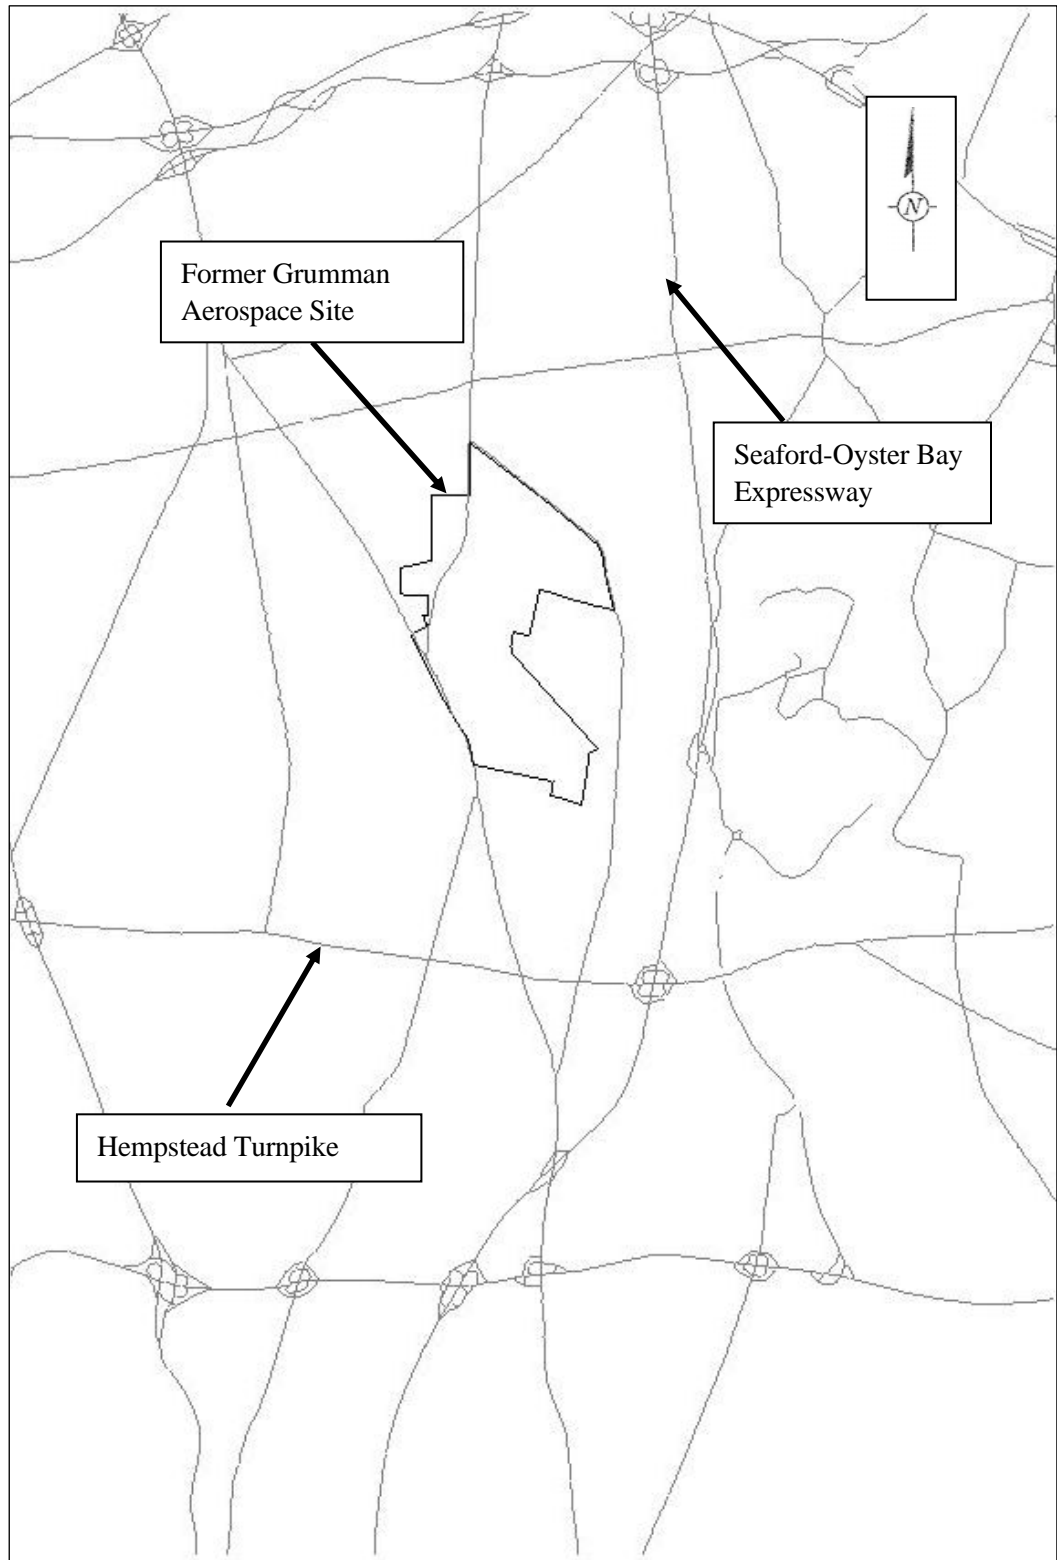 N
Former Grumman
Aerospace Site
Seaford-Oyster Bay
Expressway
Hempstead Turnpike